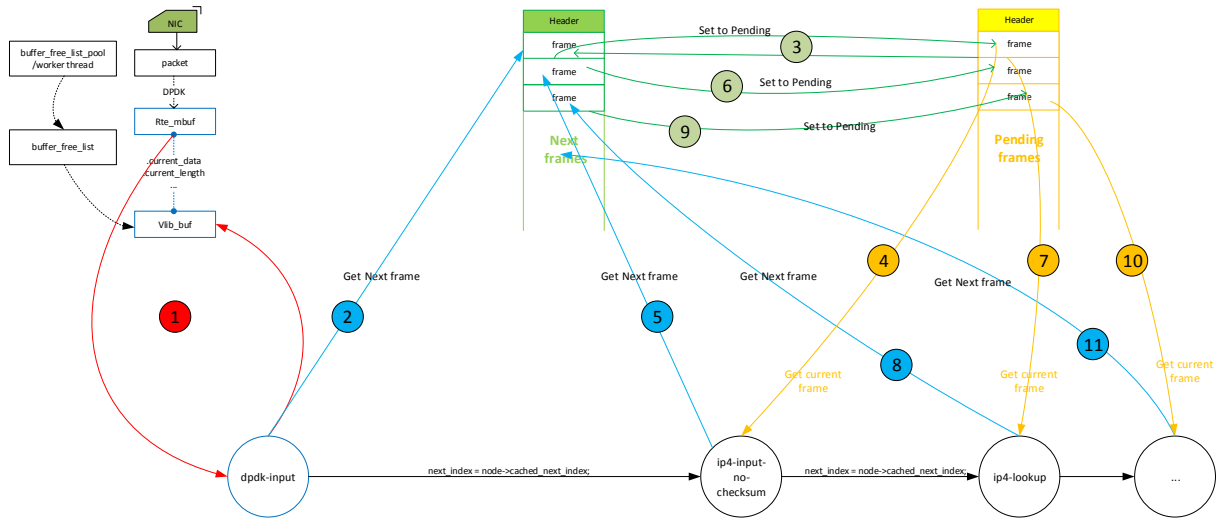 NIC
buffer_free_list_pool
/worker thread
packet
DPDK
Rte_mbuf
buffer_free_list
.current_data
.current_length
...
Vlib_buf
Header
frame
frame
frame
Next
frames
Set to Pending
3
6
Set to Pending
9
Set to Pending
Header
frame
frame
frame
Pending
frames
4
7
10
Get Next frame
Get Next frame
Get Next frame
Get Next frame
1
2
5
8
11
Get current
frame
Get current
frame
Get current
frame
dpdk-input
next_index = node->cached_next_index;
ip4-input-
no-
checksum
next_index = node->cached_next_index;
ip4-lookup
...